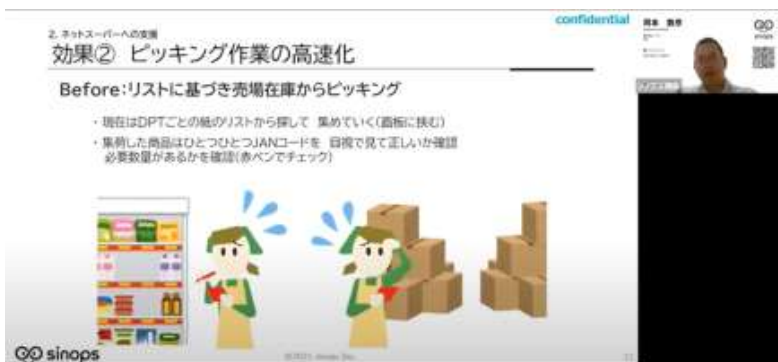 confidential
2. ネットスーパーへの支援
効果② ピッキング作業の高速化
Before:リストに基づき売場在庫からピッキング
・現在はDPTごとの紙のリストから探して 集めていく(画板に挟む)
・集荷した商品はひとつひとつJANコードを 目視で見て正しいか確認
必要数量があるかを確認(赤ペンでチェック)
sinops
sinops